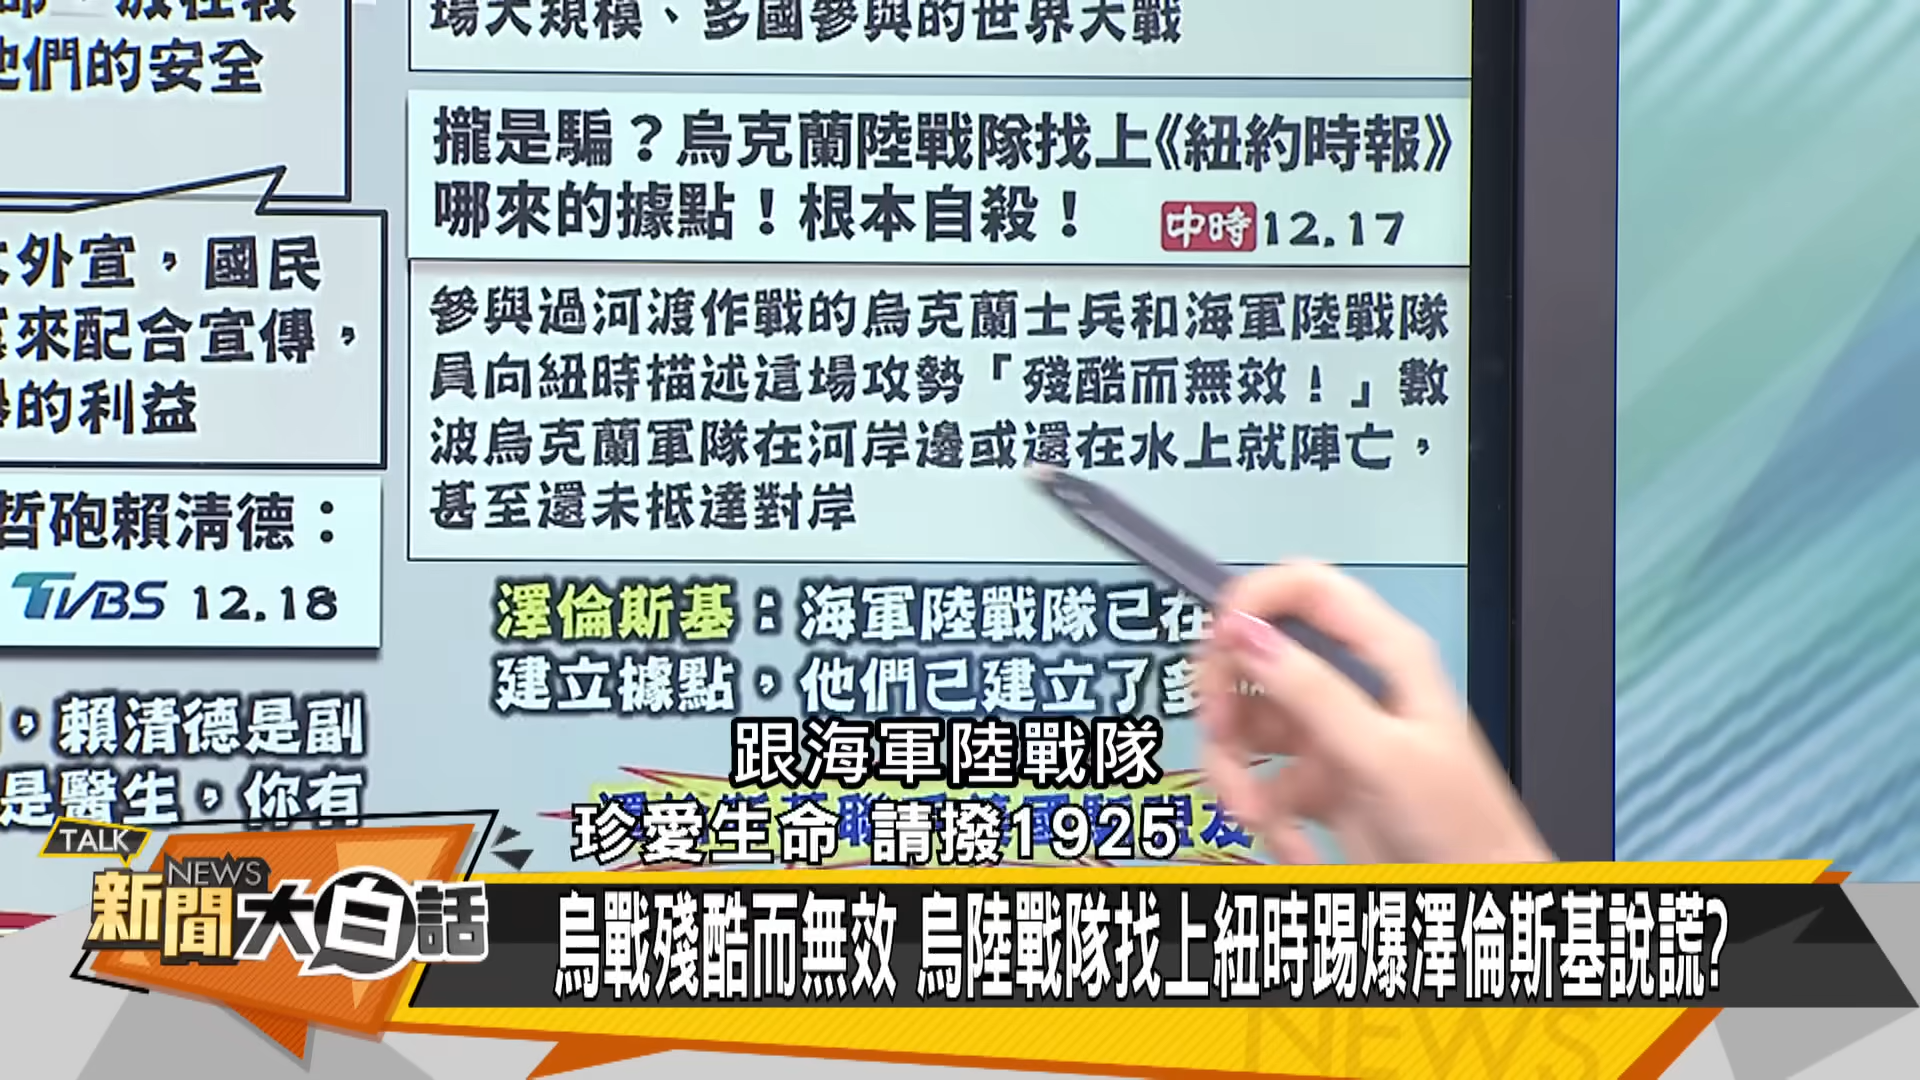 他們的安全
外宣，國民
來配合宣傳，
的利益
哲砲賴清德：
TVBS 12.18
，賴清德是副
是醫生。你有
場大規模、多國參與的世界大戰
攏是騙？烏克蘭陸戰隊找上《紐約時報》
哪來的據點！根本自殺！ 中時12.17
參與過河渡作戰的烏克蘭士兵和海軍陸戰隊
員向紐時描述這場攻勢「殘酷而無效！」數
波烏克蘭軍隊在河岸邊或還在水上就陣亡，
甚至還未抵達對岸
澤倫斯基：海軍陸戰隊已在
建立據點，他們已建立了多
跟海軍陸戰隊
珍愛生命 請撥1925
TALK
NEWS
新聞大白話
烏戰殘酷而無效 烏陸戰隊找上紐時踢爆澤倫斯基說謊?
NEWS